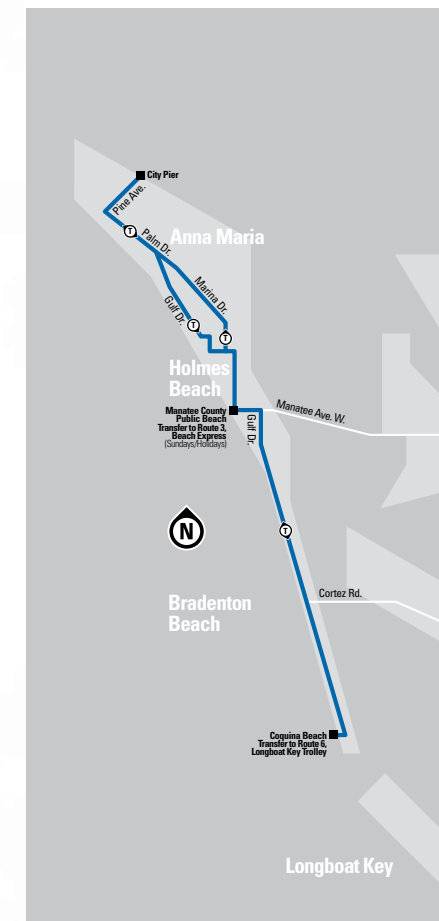 City Pier
Pine Ave.
T
Palm Dr.
Anna Maria
Marina Dr.
Gulf Dr.
T
T
Holmes
Beach
Manatee County
Public Beach
Transfer to Route 3,
Beach Express
(Sundays/Holidays)
Gulf Dr.
Manatee Ave. W.
N
T
Bradenton
Beach
Cortez Rd.
Coquina Beach
Transfer to Route 6,
Longboat Key Trolley
Longboat Key